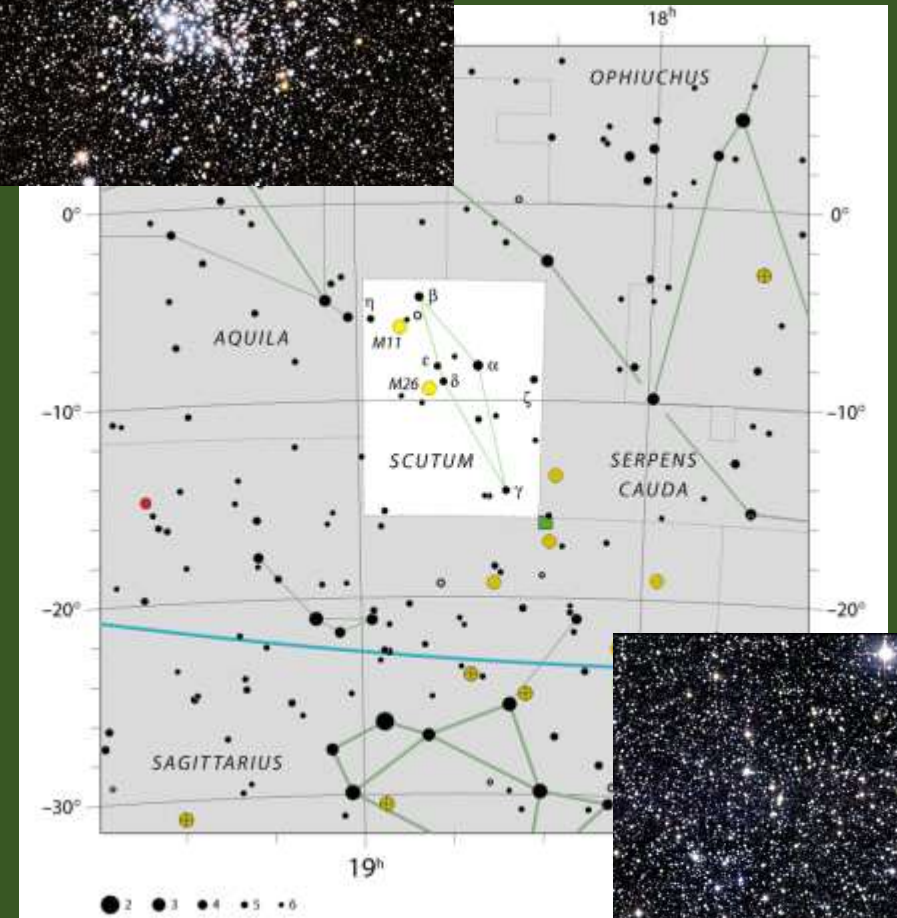 18h
OPHIUCHUS
0° 0°
η β
M11
AQUILA
ε α
M26 δ
ζ
–10° –10°
SCUTUM SERPENS
CAUDA
γ
–20° –20°
SAGITTARIUS
–30°
19h
2 3 4 5 6